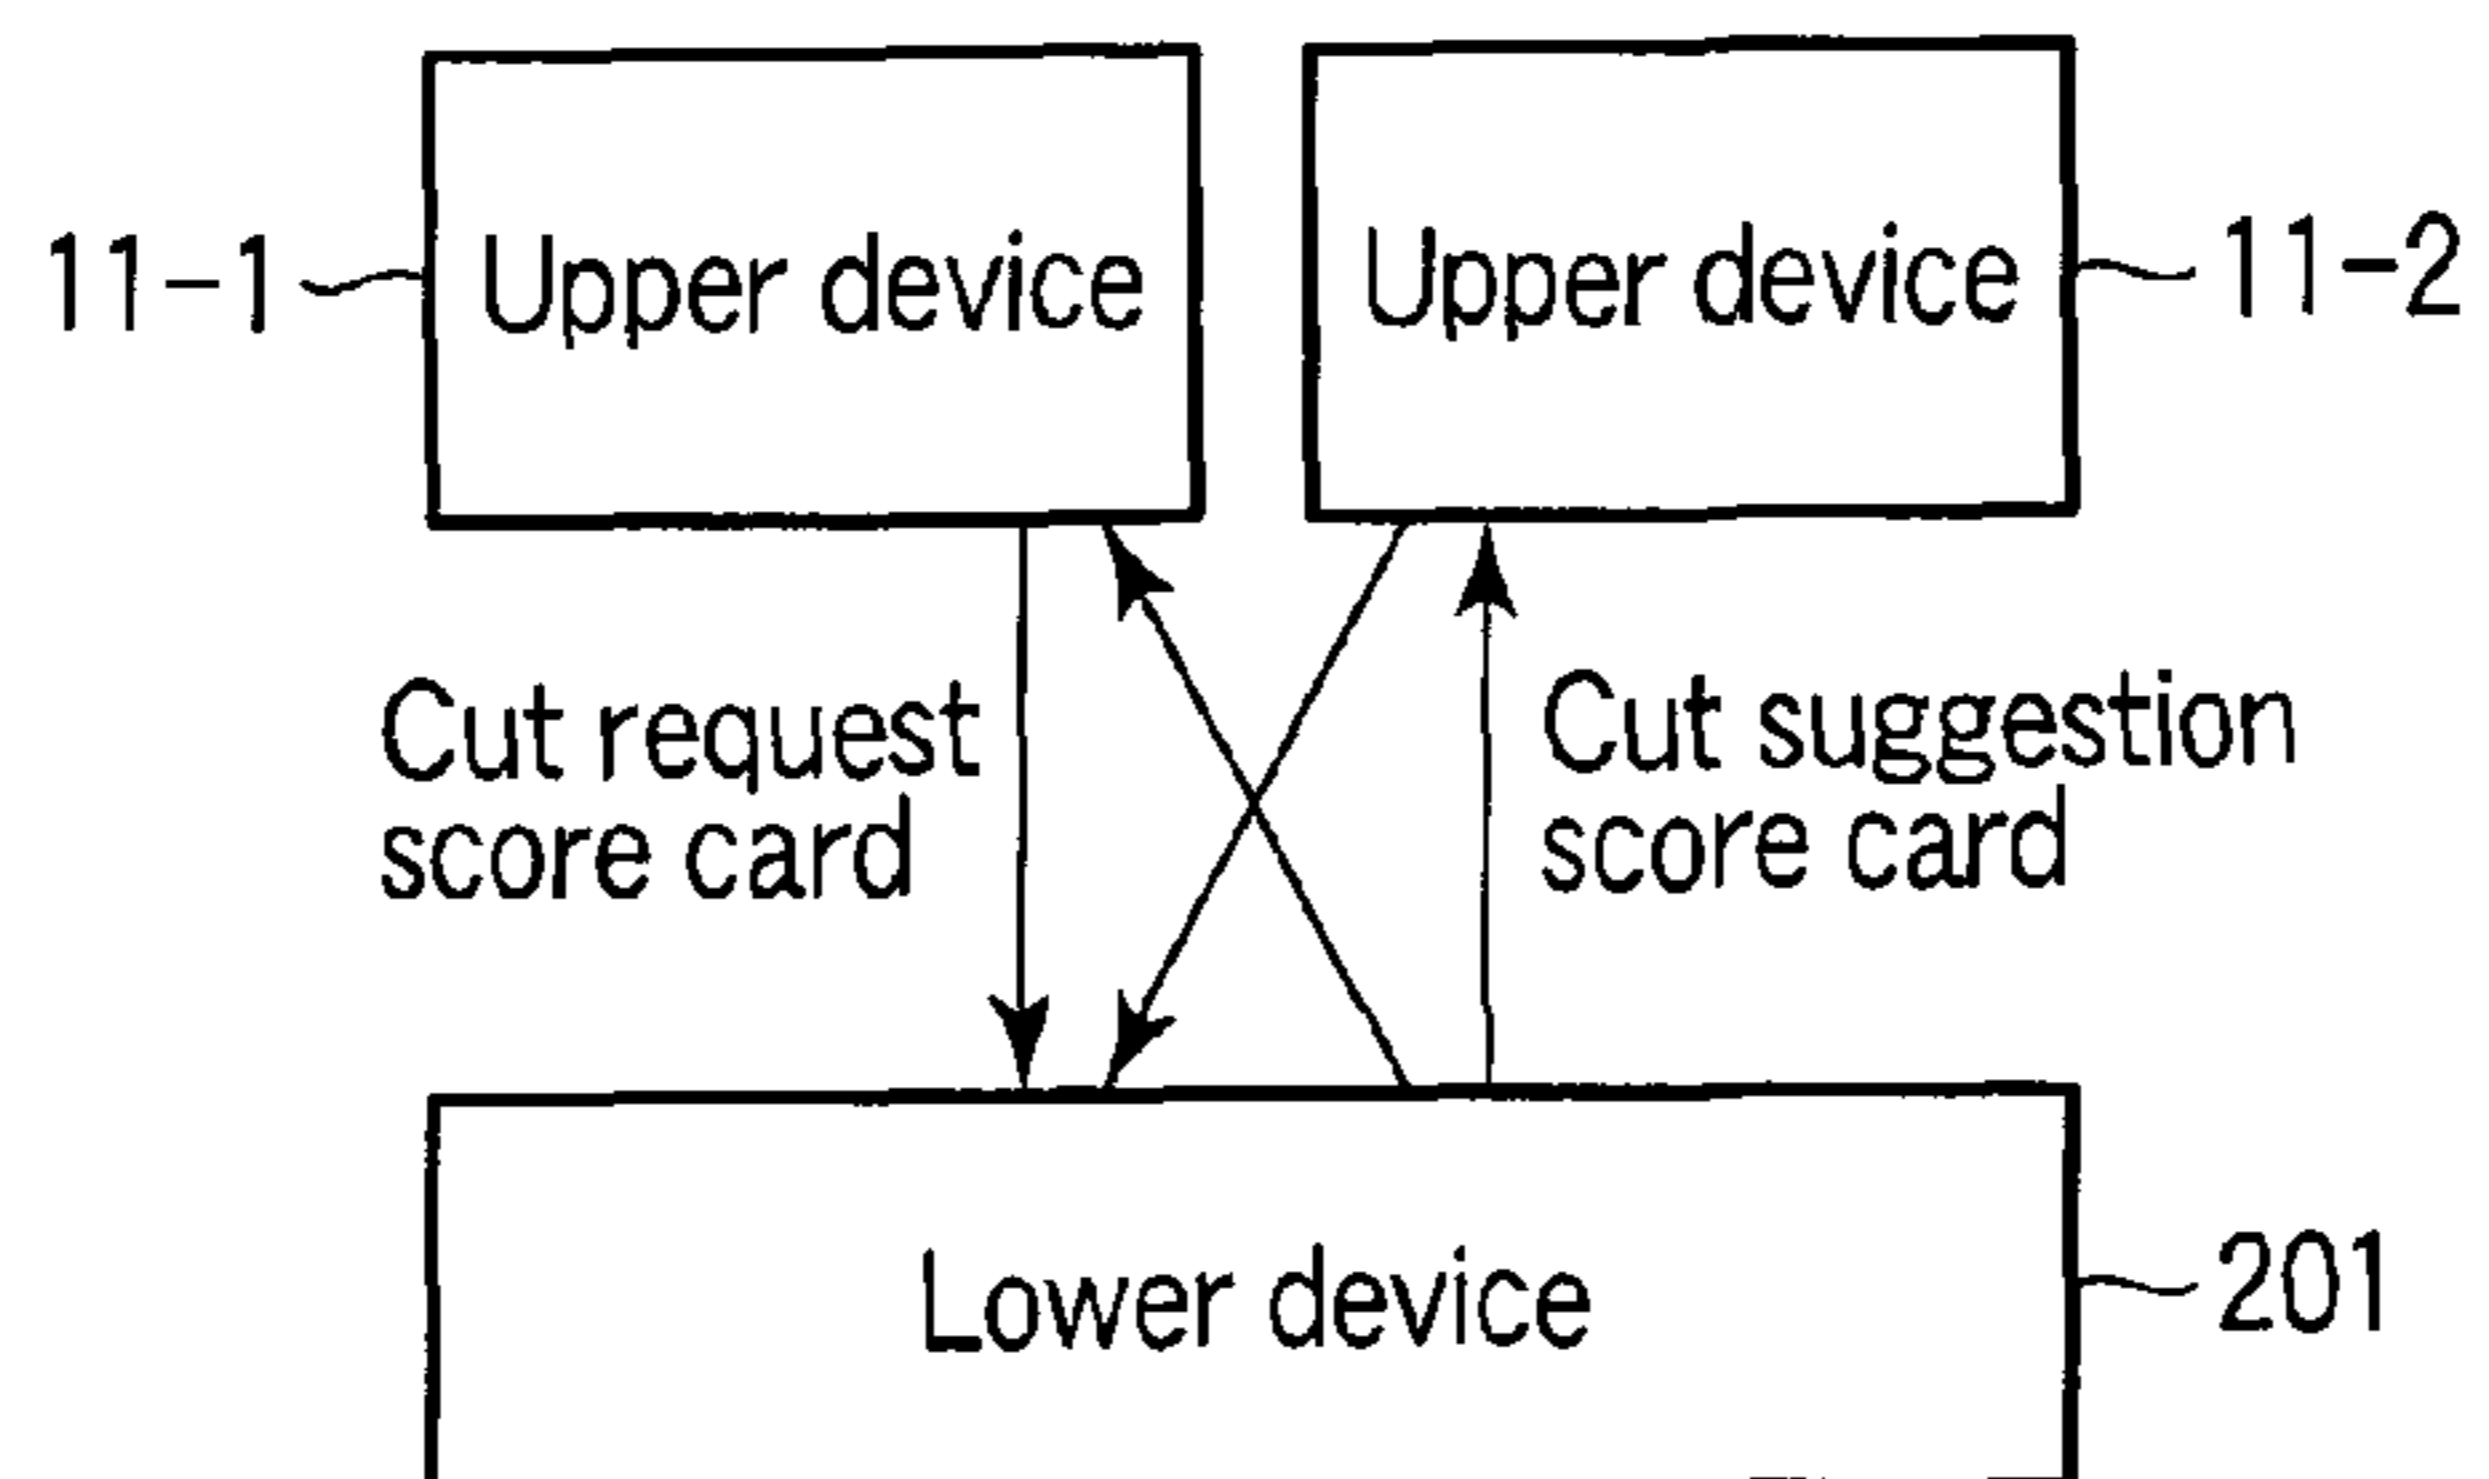 11-1 Upper device Upper device 11-2
Cut request
score card
Cut suggestion
score card
Lower device 201